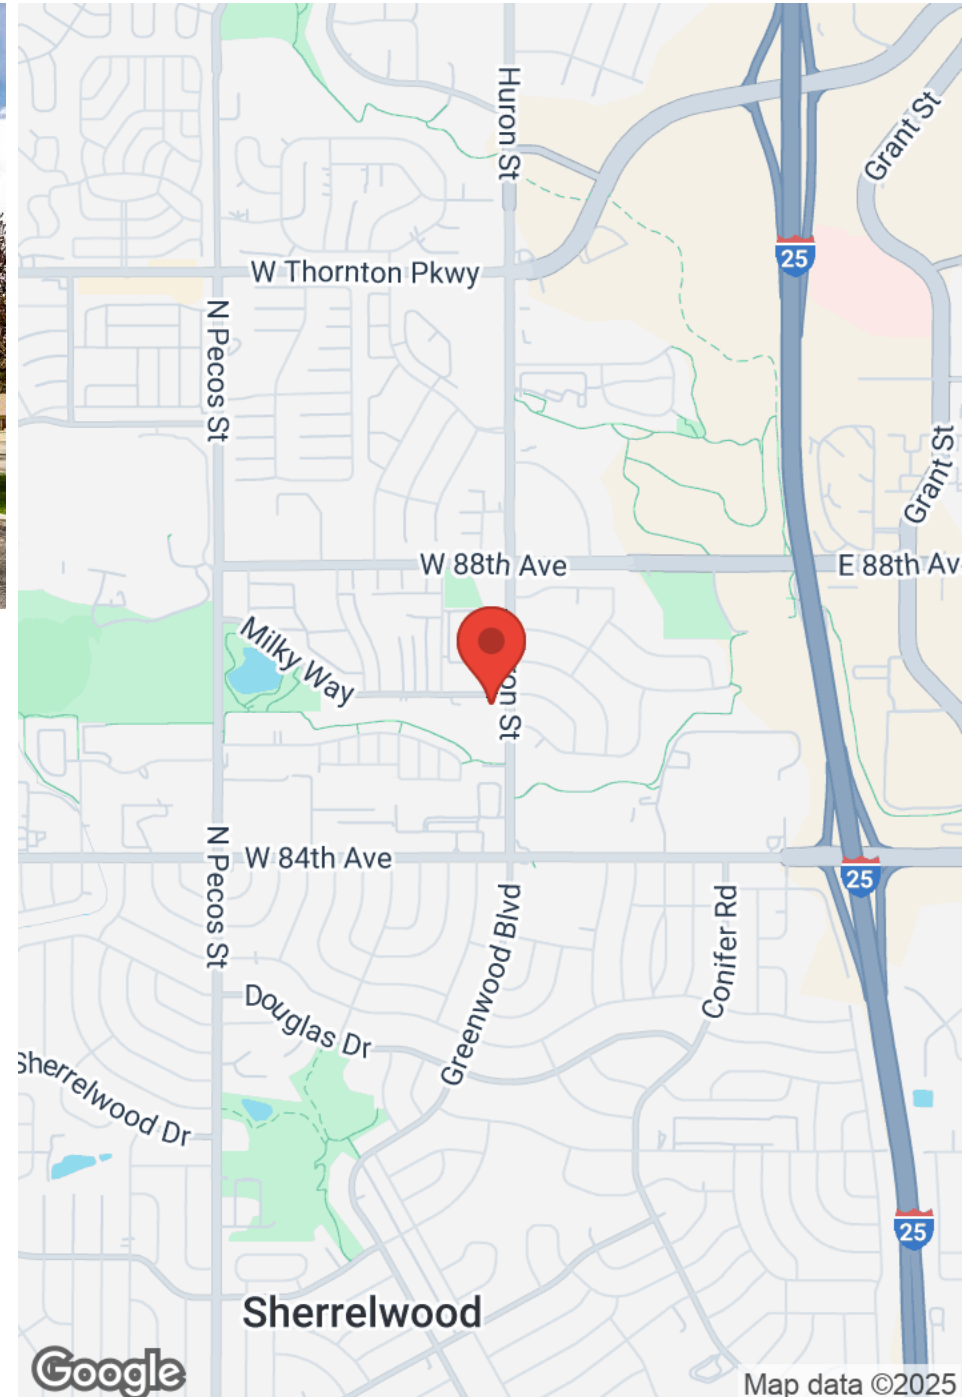 Huron St
Grant St
25
W Thornton Pkwy
N Pecos St
Grant St
W 88th Ave
E 88th Av
Milky Way
ron St
N Pecos St
W 84th Ave
25
Greenwood Blvd
Conifer Rd
Douglas Dr
Sherrelwood Dr
25
Sherrelwood
Google
Map data ©2025